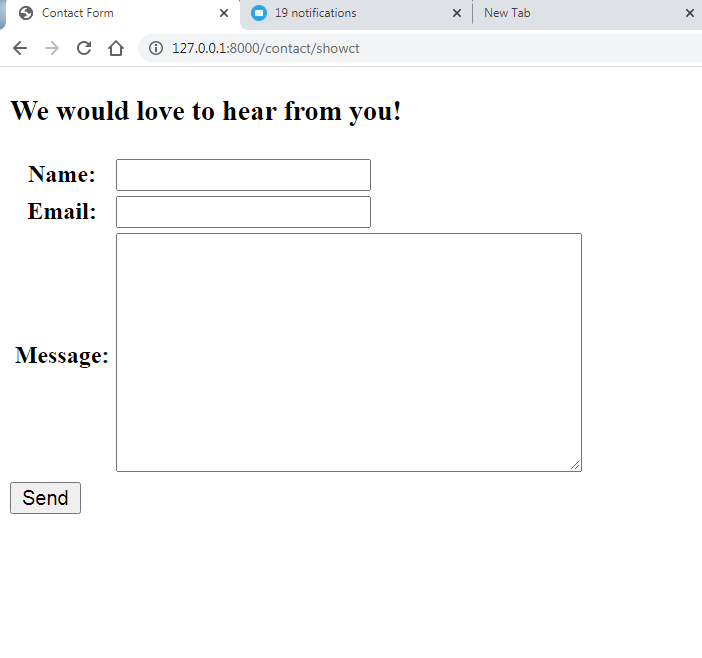 Contact Form
19 notifications
New Tab
127.0.0.1:8000/contact/showct
We would love to hear from you!
Name:
Email:
Message:
Send